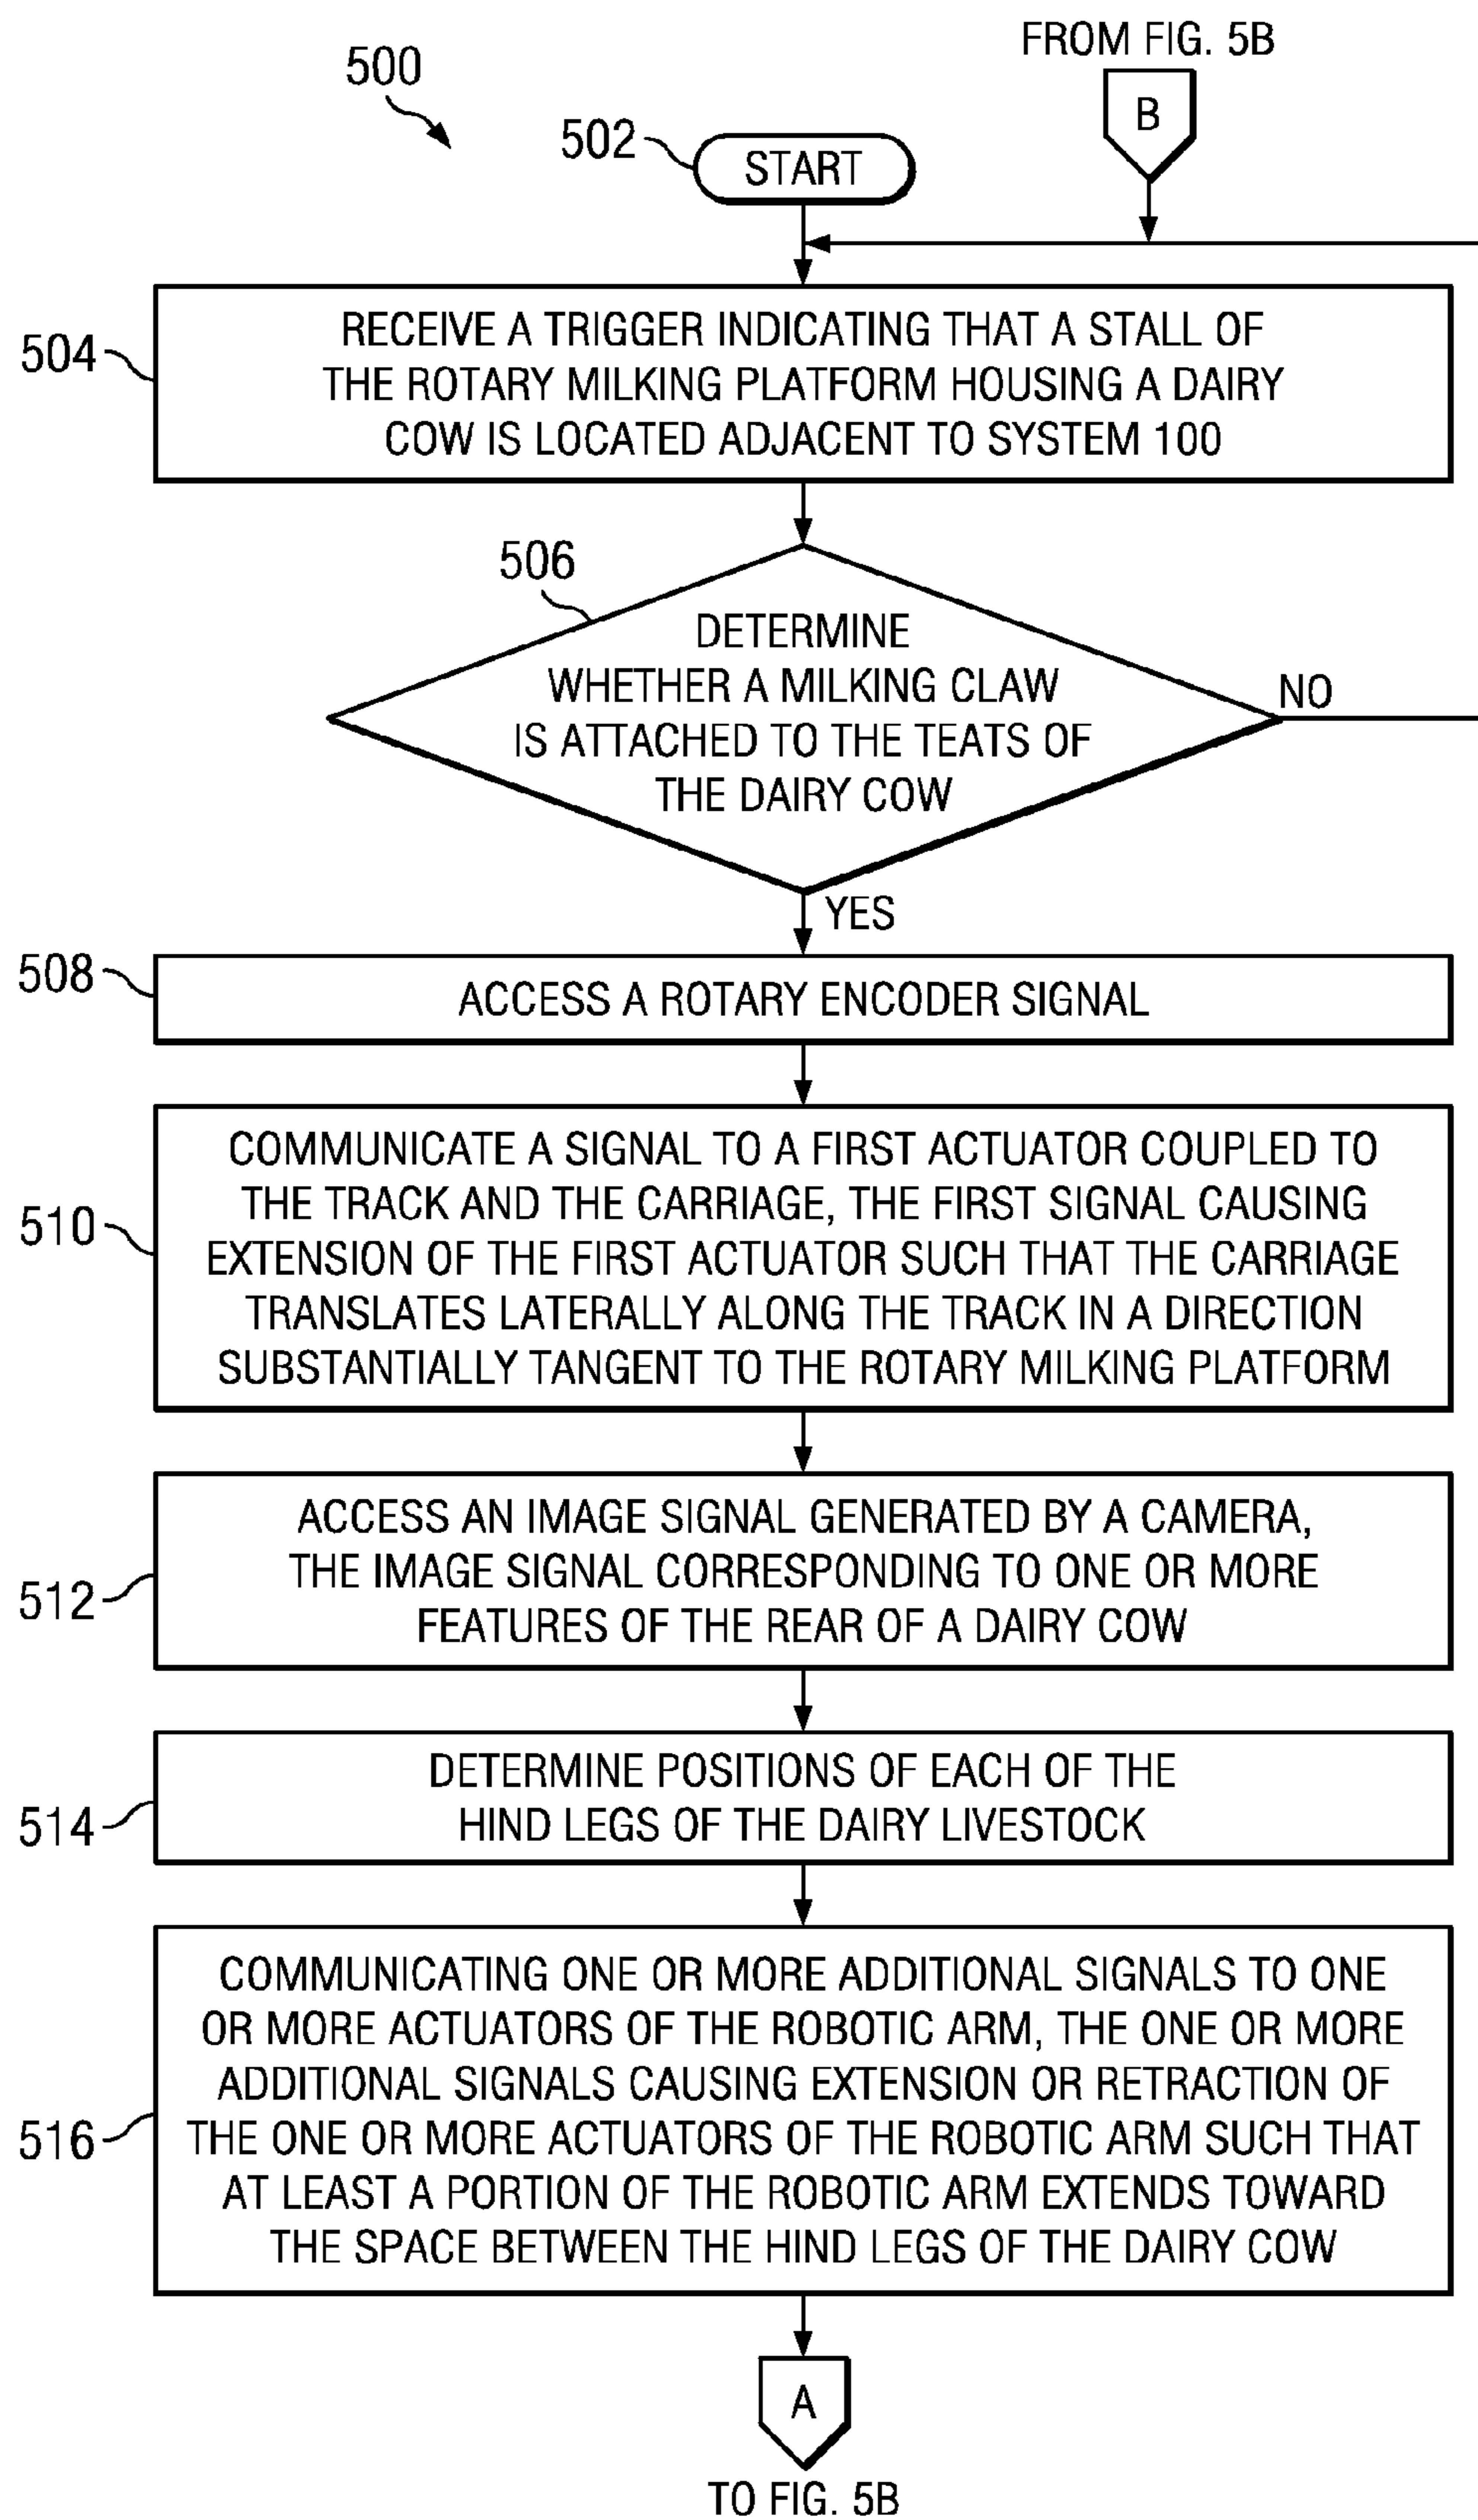 FROM FIG. 5B
500
B
502
START
504
RECEIVE A TRIGGER INDICATING THAT A STALL OF
THE ROTARY MILKING PLATFORM HOUSING A DAIRY
COW IS LOCATED ADJACENT TO SYSTEM 100
506
DETERMINE
WHETHER A MILKING CLAW
IS ATTACHED TO THE TEATS OF
THE DAIRY COW
NO
YES
508
ACCESS A ROTARY ENCODER SIGNAL
510
COMMUNICATE A SIGNAL TO A FIRST ACTUATOR COUPLED TO
THE TRACK AND THE CARRIAGE, THE FIRST SIGNAL CAUSING
EXTENSION OF THE FIRST ACTUATOR SUCH THAT THE CARRIAGE
TRANSLATES LATERALLY ALONG THE TRACK IN A DIRECTION
SUBSTANTIALLY TANGENT TO THE ROTARY MILKING PLATFORM
512
ACCESS AN IMAGE SIGNAL GENERATED BY A CAMERA,
THE IMAGE SIGNAL CORRESPONDING TO ONE OR MORE
FEATURES OF THE REAR OF A DAIRY COW
514
DETERMINE POSITIONS OF EACH OF THE
HIND LEGS OF THE DAIRY LIVESTOCK
516
COMMUNICATING ONE OR MORE ADDITIONAL SIGNALS TO ONE
OR MORE ACTUATORS OF THE ROBOTIC ARM, THE ONE OR MORE
ADDITIONAL SIGNALS CAUSING EXTENSION OR RETRACTION OF
THE ONE OR MORE ACTUATORS OF THE ROBOTIC ARM SUCH THAT
AT LEAST A PORTION OF THE ROBOTIC ARM EXTENDS TOWARD
THE SPACE BETWEEN THE HIND LEGS OF THE DAIRY COW
A
TO FIG. 5B